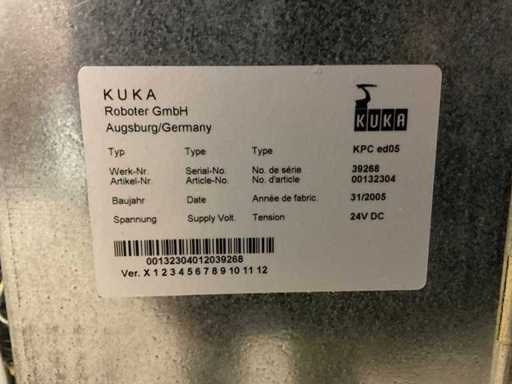 KUKA
Roboter GmbH
Augsburg/Germany
KUKA
Typ Type Type KPC ed05
Werk-Nr. Serial-No. No. de série 39268
Artikel-Nr. Article-No. No. d'article 00132304
Baujahr Date Année de fabric. 31/2005
Spannung Supply Volt. Tension 24V DC
00132304012039268
Ver. X 1 2 3 4 5 6 7 8 9 10 11 12